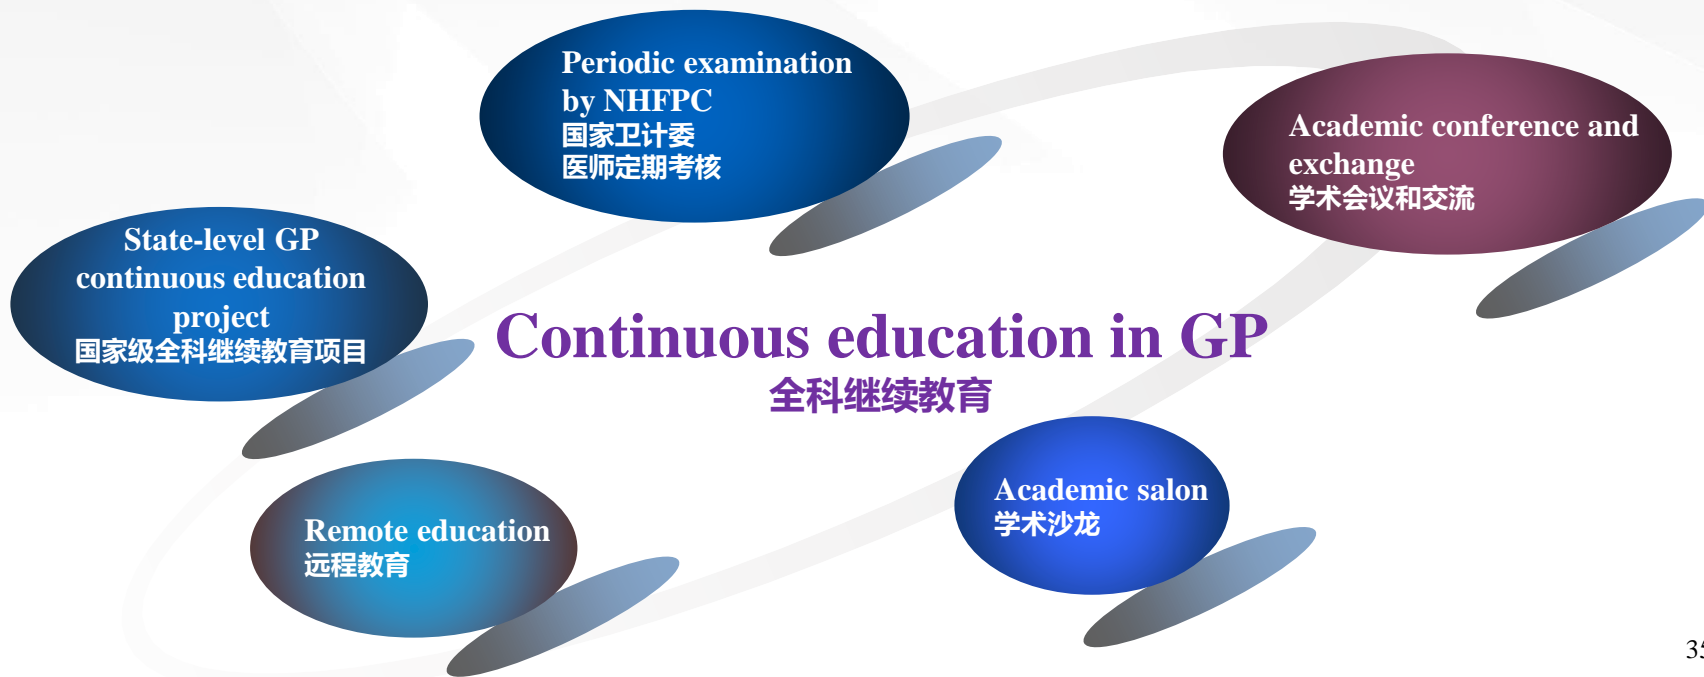 Periodic examination
by NHFPC
国家卫计委
医师定期考核
Academic conference and
exchange
学术会议和交流
State-level GP
continuous education
project
国家级全科继续教育项目
Continuous education in GP
全科继续教育
Academic salon
学术沙龙
Remote education
远程教育
35